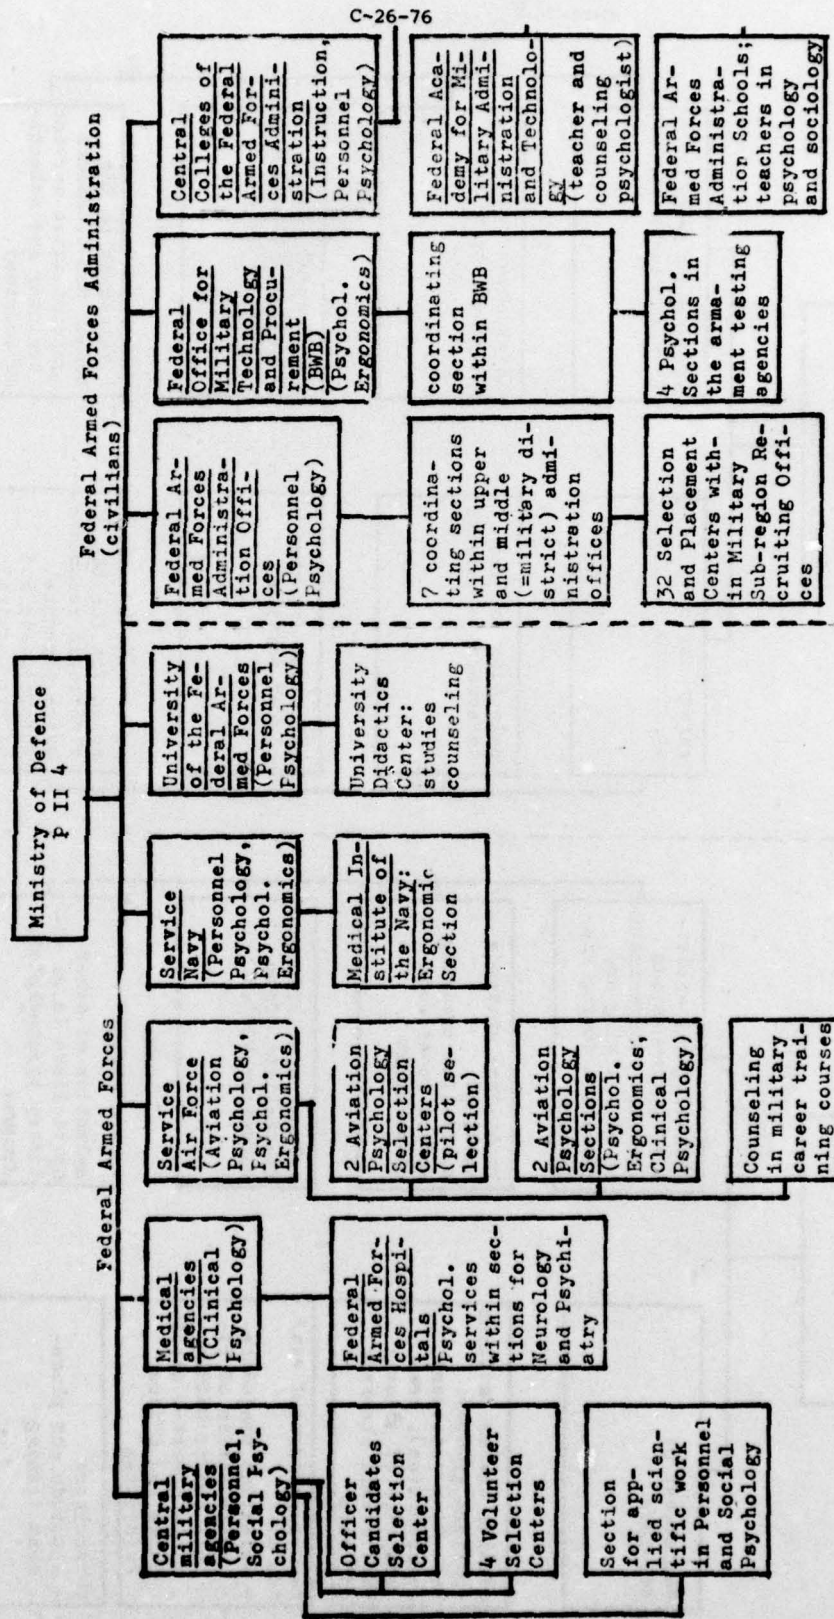 C-26-76
Ministry of Defence
P II 4
Federal Armed Forces
Federal Armed Forces Administration
(civilians)
Central
military
agencies
(Personnel,
Social Psy-
chology)
Officer
Candidates
Selection
Center
4 Volunteer
Selection
Centers
Section
for app-
lied scien-
tific work
in Personnel
and Social
Psychology
Medical
agencies
(Clinical
Psychology)
Federal
Armed For-
ces Hospi-
tals
Psychol.
services
within sec-
tions for
Neurology
and Psychi-
atry
Service
Air Force
(Aviation
Psychology,
Psychol.
Ergonomics)
2 Aviation
Psychology
Selection
Centers
(pilot se-
lection)
2 Aviation
Psychology
Sections
(Psychol.
Ergonomics,
Clinical
Psychology)
Counseling
in military
career trai-
ning courses
Service
Navy
(Personnel
Psychology,
Psychol.
Ergonomics)
Medical In-
stitute of
the Navy:
Ergonomic
Section
University
of the Fe-
deral Ar-
med Forces
(Personnel
Psychology)
University
Didactics
Center:
studies
counseling
Federal Ar-
med Forces
Administra-
tion Offi-
ces
(Personnel
Psychology)
7 coordina-
ting sections
within upper
and middle
(=military di-
strict) admi-
nistration
offices
32 Selection
and Placement
Centers with-
in Military
Sub-region Re-
cruiting Offi-
ces
Federal
Office for
Military
Technology
and Procu-
rement
(BWB)
(Psychol.
Ergonomics)
coordinating
section
within BWB
4 Psychol.
Sections in
the arma-
ment testing
agencies
Central
Colleges of
the Federal
Armed For-
ces Admini-
stration
(Instruction,
Personnel
Psychology)
Federal Aca-
demy for Mi-
litary Admi-
nistration
and Technolo-
gy
(teacher and
counseling
psychologist)
Federal Ar-
med Forces
Administra-
tion Schools;
teachers in
psychology
and sociology